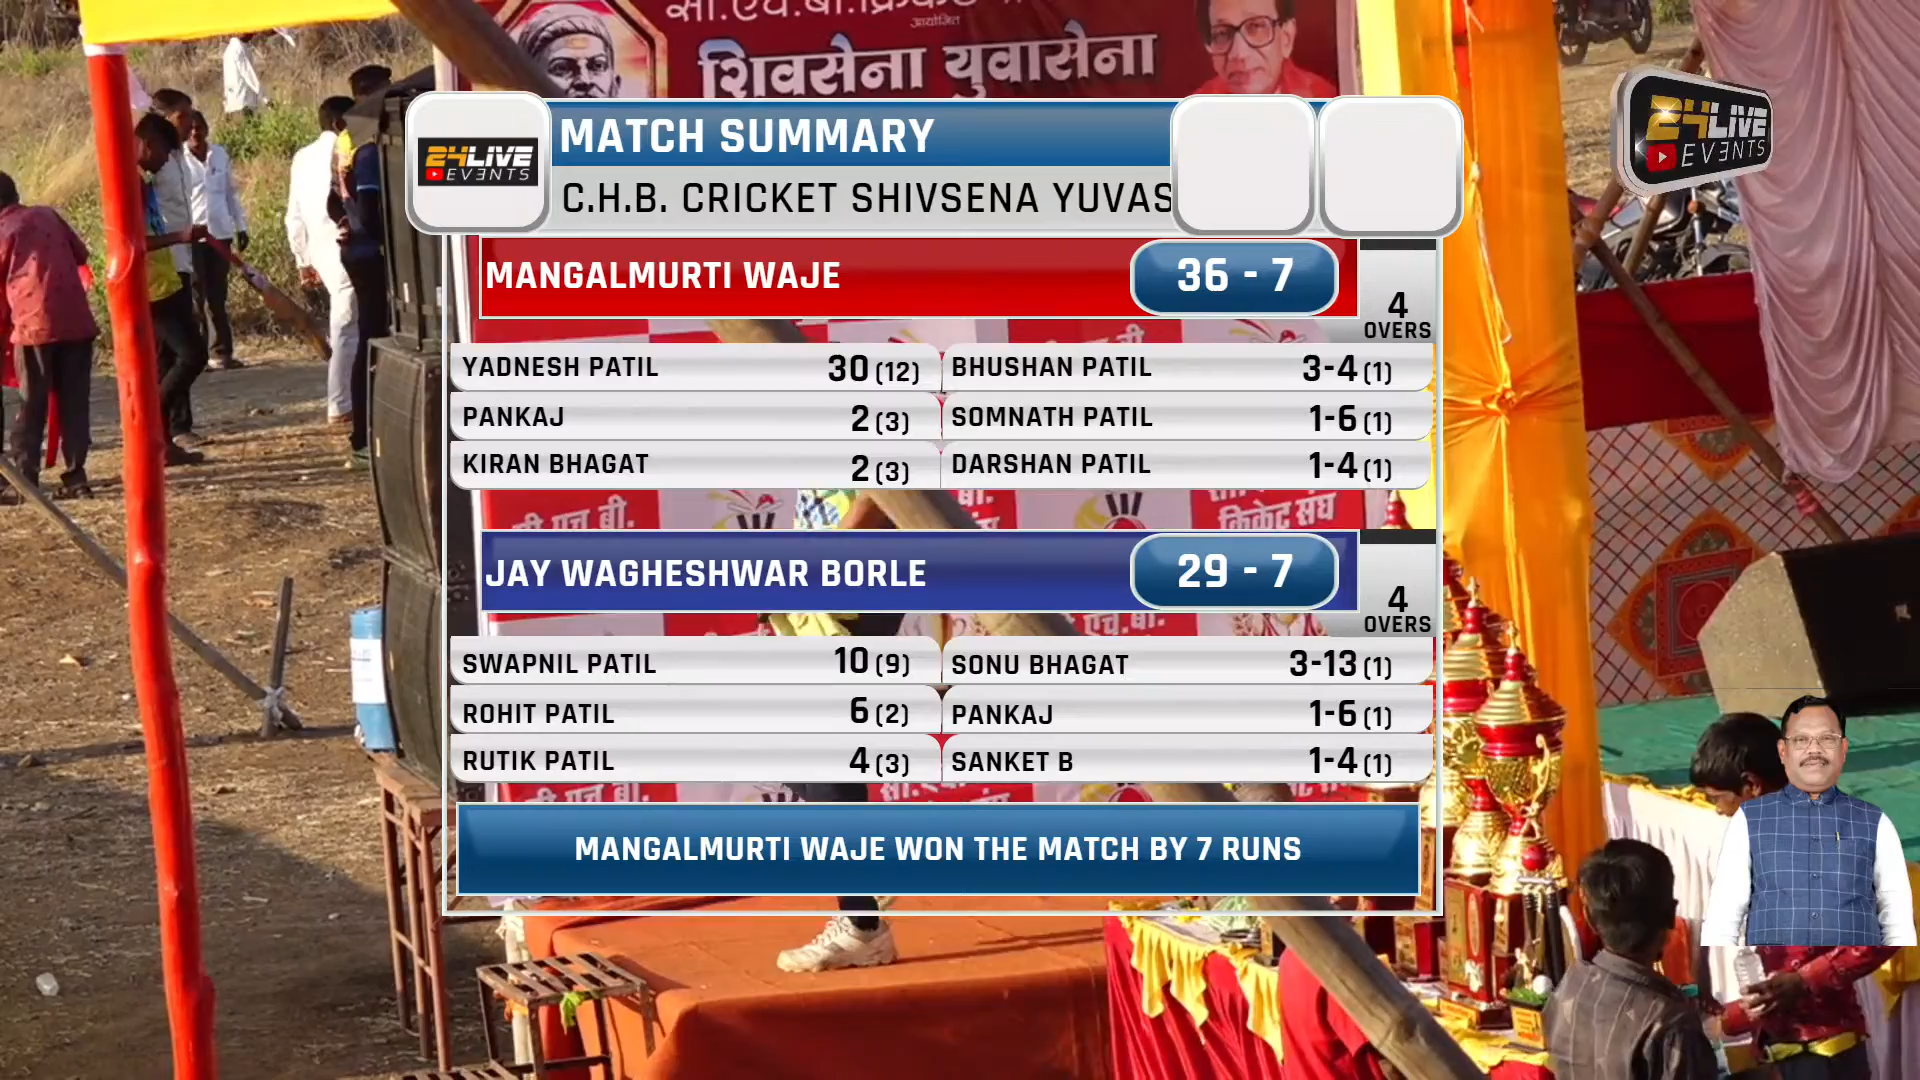 सी.एच.बी.क्रिकेट
आयोजित
शिवसेना युवासेना
24LIVE
EVENTS
24LIVE
EVENTS
MATCH SUMMARY
C.H.B. CRICKET SHIVSENA YUVAS
MANGALMURTI WAJE 36 - 7
4
OVERS
YADNESH PATIL 30 (12) BHUSHAN PATIL 3-4 (1)
PANKAJ 2 (3) SOMNATH PATIL 1-6 (1)
KIRAN BHAGAT 2 (3) DARSHAN PATIL 1-4 (1)
सी.एच.बी.
क्रिकेट संघ
JAY WAGHESHWAR BORLE 29 - 7
4
OVERS
एच.बी.
SWAPNIL PATIL 10 (9) SONU BHAGAT 3-13 (1)
ROHIT PATIL 6 (2) PANKAJ 1-6 (1)
RUTIK PATIL 4 (3) SANKET B 1-4 (1)
MANGALMURTI WAJE WON THE MATCH BY 7 RUNS